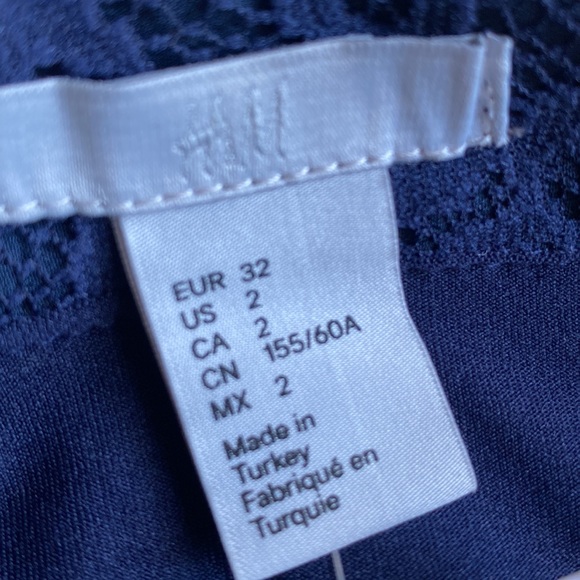 H&M
EUR 32
US 2
CA 2
CN 155/60A
MX 2
Made in
Turkey
Fabriqué en
Turquie